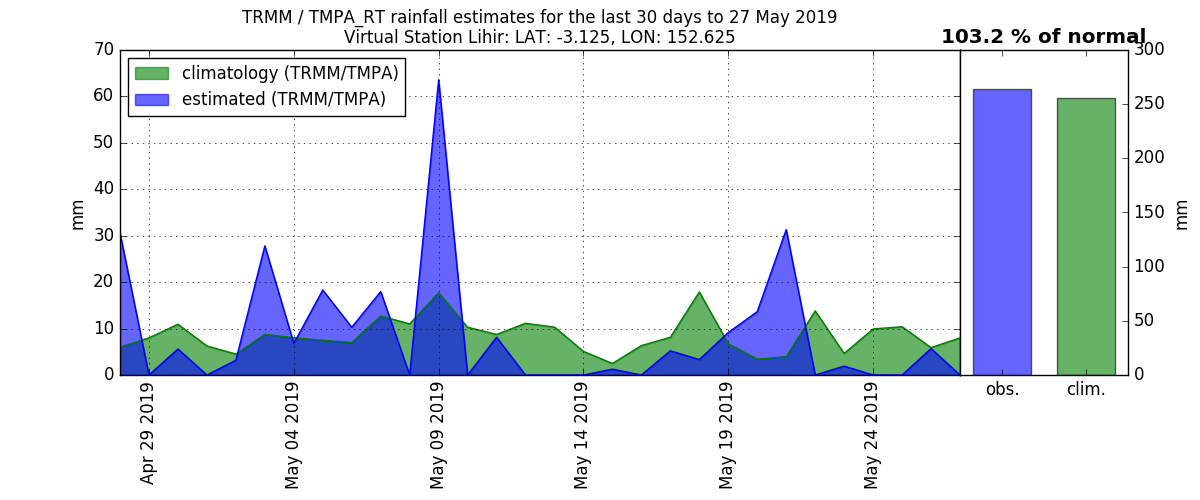 TRMM / TMPA_RT rainfall estimates for the last 30 days to 27 May 2019
Virtual Station Lihir: LAT: -3.125, LON: 152.625
103.2 % of normal
climatology (TRMM/TMPA)
estimated (TRMM/TMPA)
70
60
50
40
30
20
10
0
mm
Apr 29 2019
May 04 2019
May 09 2019
May 14 2019
May 19 2019
May 24 2019
obs.
clim.
300
250
200
150
100
50
0
mm